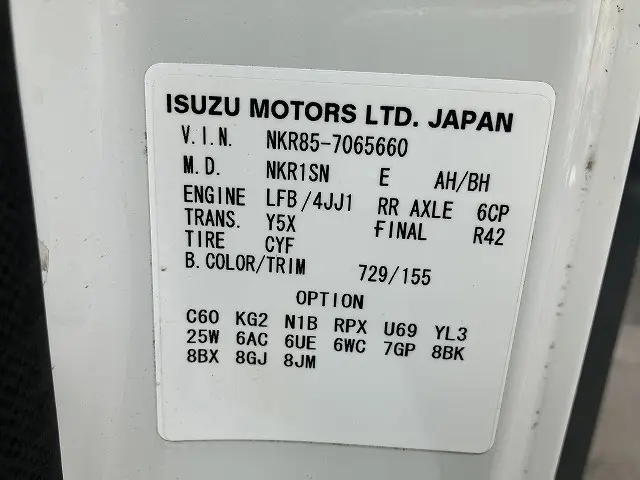 ISUZU MOTORS LTD. JAPAN
V.I.N. NKR85-7065660
M.D. NKR1SN E AH/BH
ENGINE LFB/4JJ1 RR AXLE 6CP
TRANS. Y5X FINAL R42
TIRE CYF
B.COLOR/TRIM 729/155
OPTION
C60 KG2 N1B RPX U69 YL3
25W 6AC 6UE 6WC 7GP 8BK
8BX 8GJ 8JM